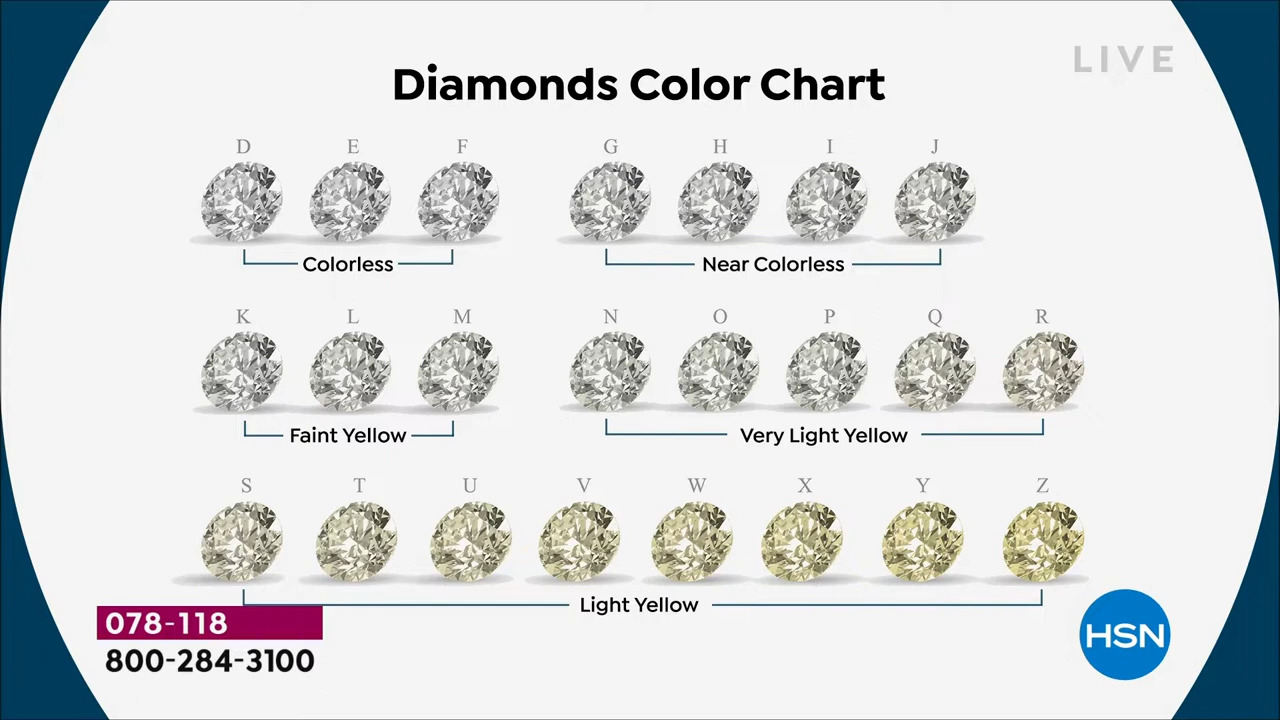 LIVE
Diamonds Color Chart
D E F G H I J
Colorless Near Colorless
K L M N O P Q R
Faint Yellow Very Light Yellow
S T U V W X Y Z
Light Yellow
078-118
800-284-3100
HSN